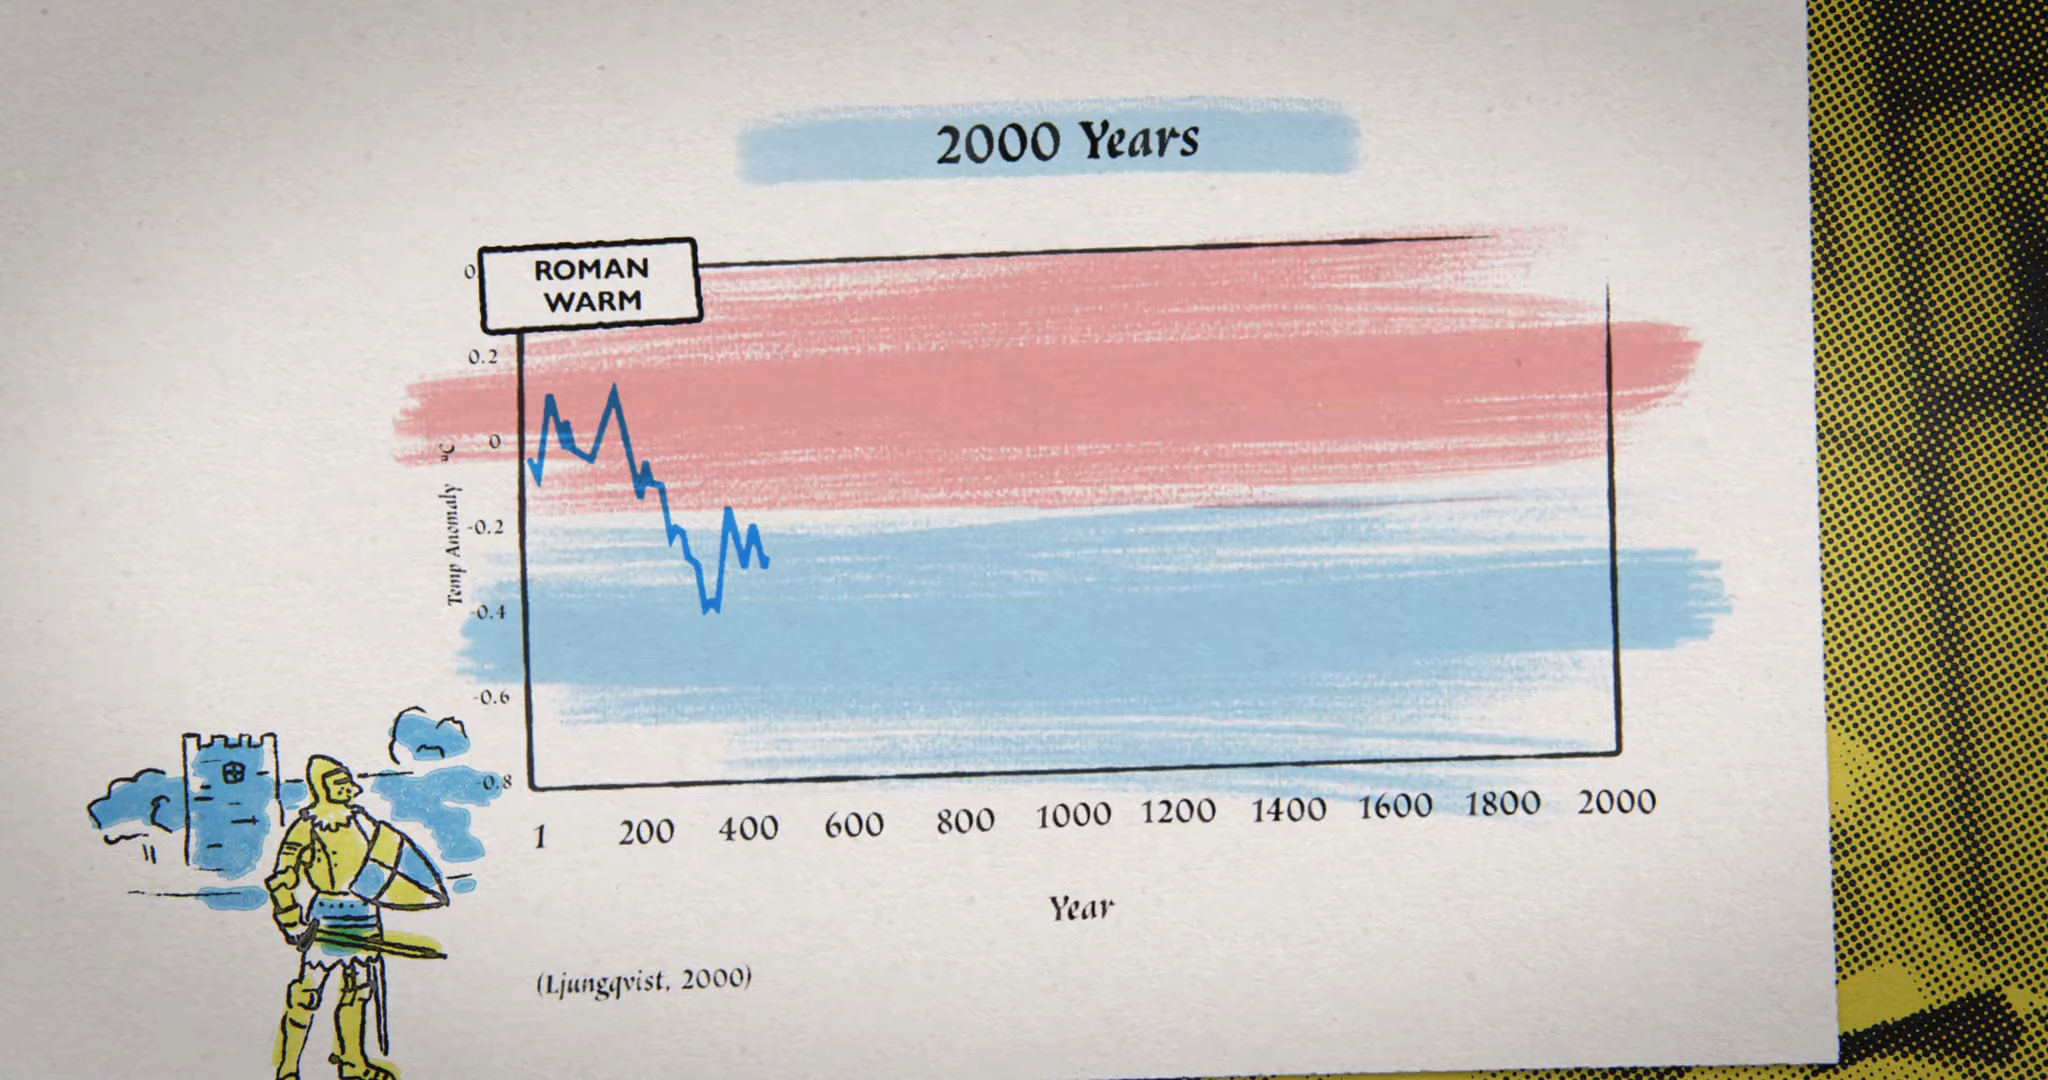 2000 Years
ROMAN
WARM
0.2
0
-0.2
-0.4
-0.6
-0.8
Temp Anomaly °C
1 200 400 600 800 1000 1200 1400 1600 1800 2000
Year
(Ljungqvist, 2000)